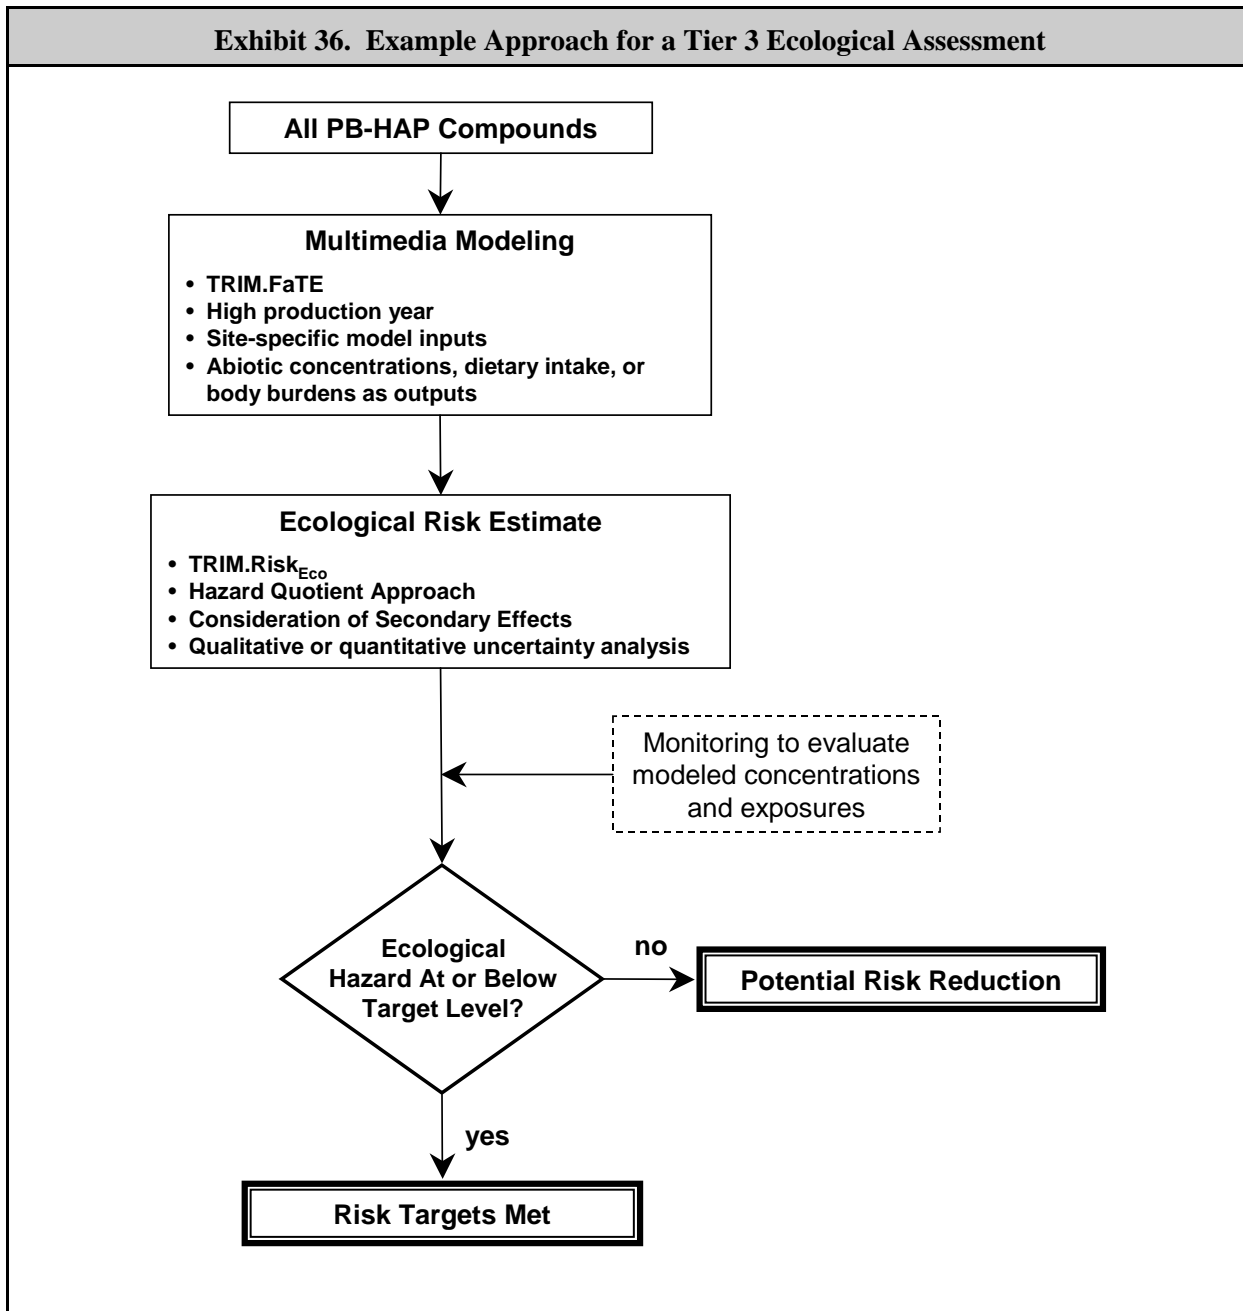 Exhibit 36. Example Approach for a Tier 3 Ecological Assessment
All PB-HAP Compounds
Multimedia Modeling
• TRIM.FaTE
• High production year
• Site-specific model inputs
• Abiotic concentrations, dietary intake, or
body burdens as outputs
Ecological Risk Estimate
• TRIM.RiskEco
• Hazard Quotient Approach
• Consideration of Secondary Effects
• Qualitative or quantitative uncertainty analysis
Monitoring to evaluate
modeled concentrations
and exposures
Ecological
Hazard At or Below
Target Level?
no
Potential Risk Reduction
yes
Risk Targets Met